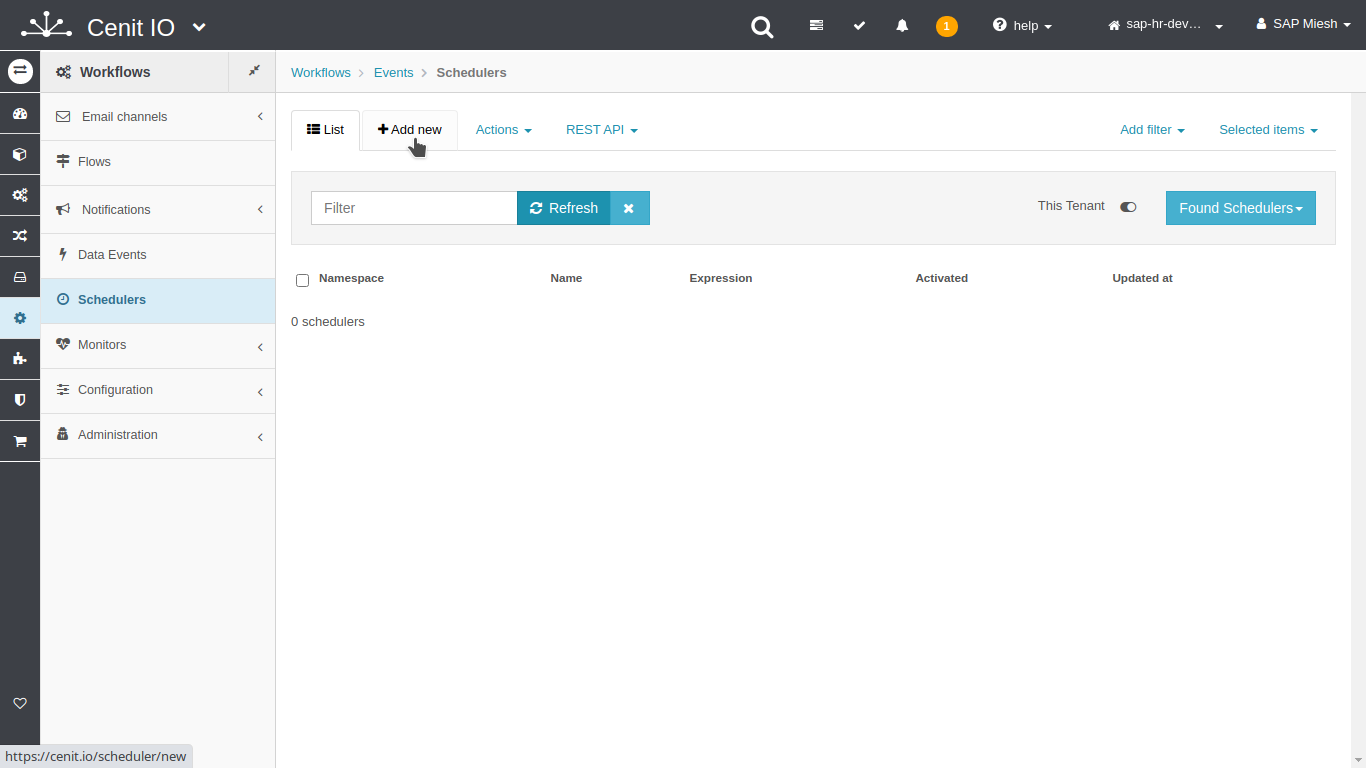 Cenit IO
1
help
sap-hr-dev...
SAP Miesh
Workflows
Workflows Events Schedulers
Email channels
Flows
Notifications
Data Events
Schedulers
Monitors
Configuration
Administration
List
Add new
Actions
REST API
Add filter
Selected items
Filter
Refresh
This Tenant
Found Schedulers
Namespace Name Expression Activated Updated at
0 schedulers
https://cenit.io/scheduler/new